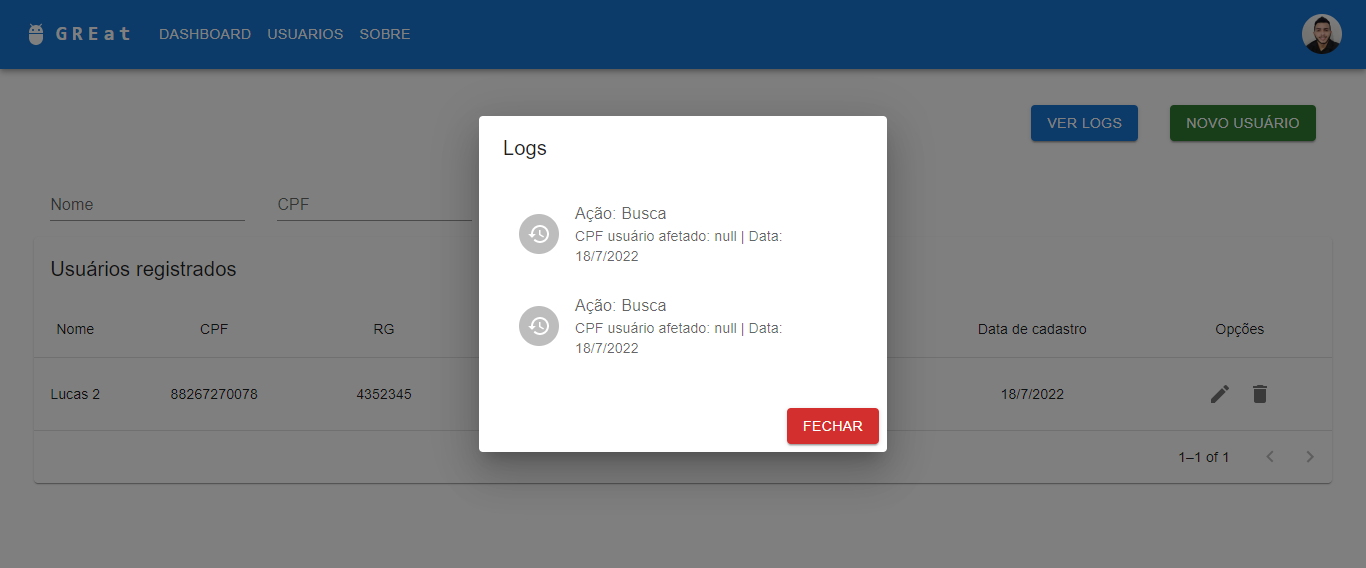 GREat DASHBOARD USUARIOS SOBRE
VER LOGS NOVO USUÁRIO
Logs
Nome CPF
Ação: Busca
CPF usuário afetado: null | Data:
18/7/2022
Usuários registrados
Ação: Busca
CPF usuário afetado: null | Data:
18/7/2022
Nome CPF RG Data de cadastro Opções
Lucas 2 88267270078 4352345 18/7/2022
FECHAR
1–1 of 1